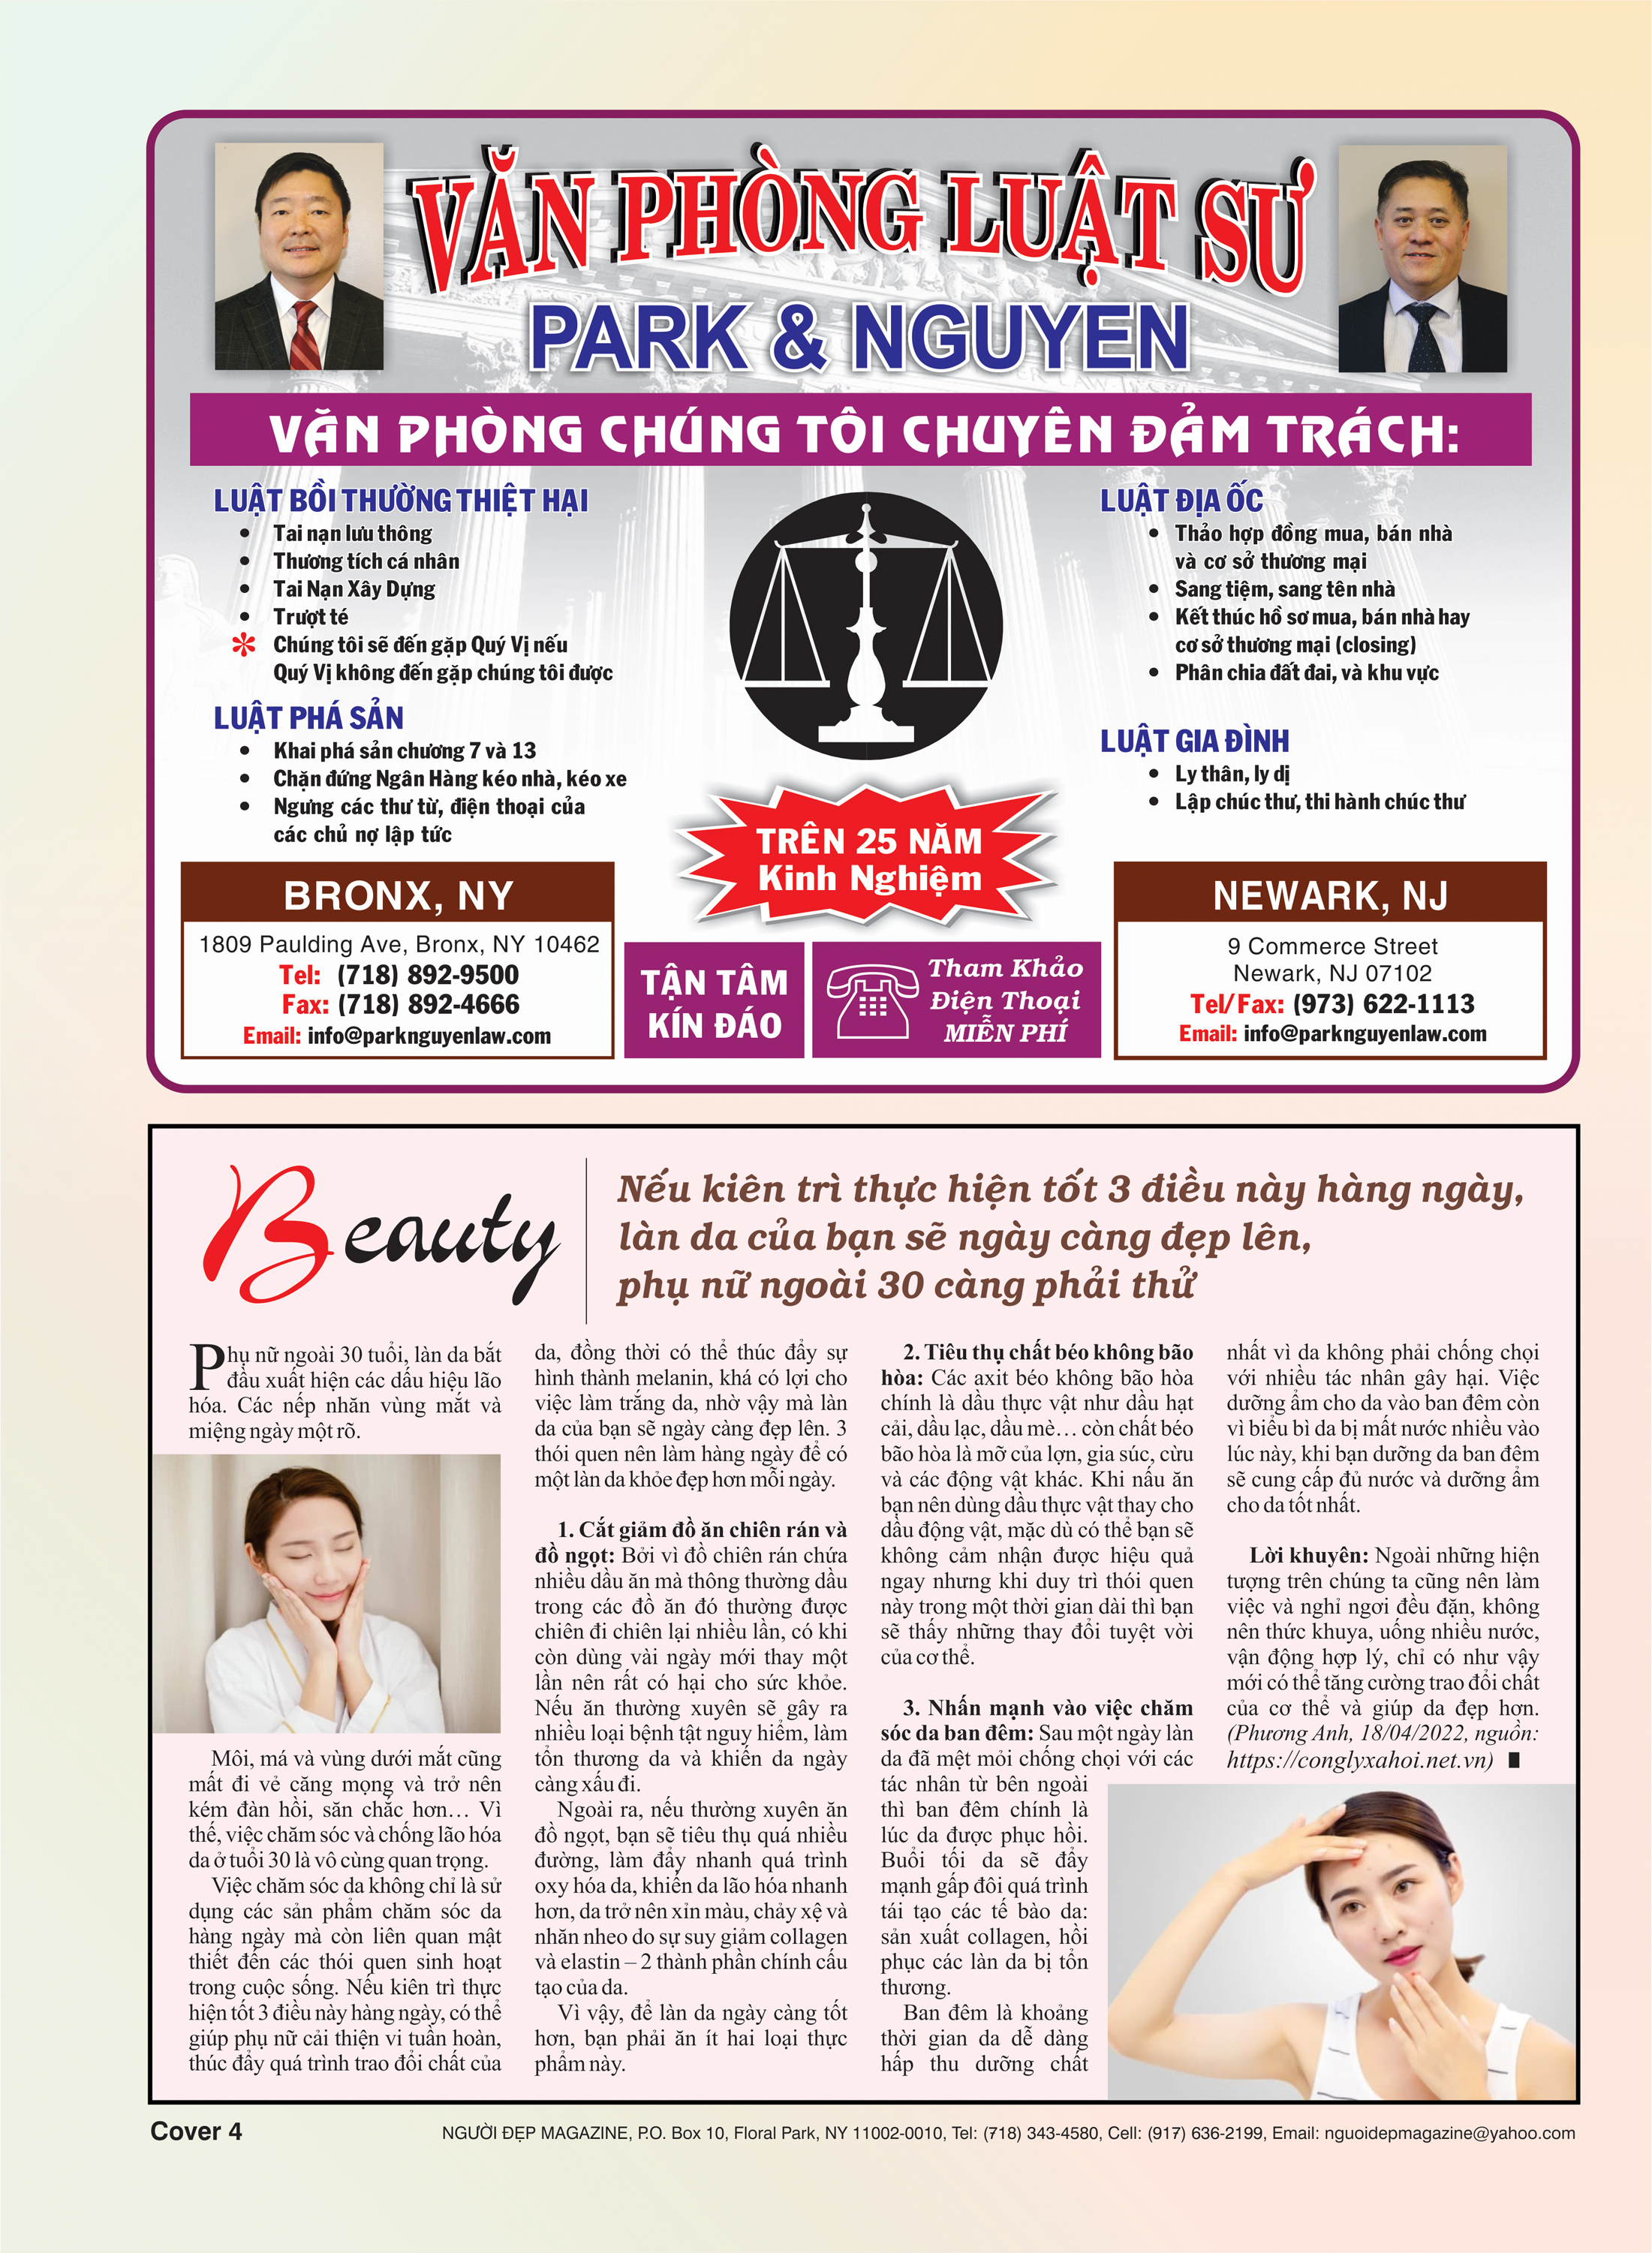 VĂN PHÒNG LUẬT SƯ
PARK & NGUYEN
VĂN PHÒNG CHÚNG TÔI CHUYÊN ĐẢM TRÁCH:
LUẬT BỒI THƯỜNG THIỆT HẠI
• Tai nạn lưu thông
• Thương tích cá nhân
• Tai Nạn Xây Dựng
• Trượt té
* Chúng tôi sẽ đến gặp Quý Vị nếu
Quý Vị không đến gặp chúng tôi được
LUẬT PHÁ SẢN
• Khai phá sản chương 7 và 13
• Chặn đứng Ngân Hàng kéo nhà, kéo xe
• Ngưng các thư từ, điện thoại của
các chủ nợ lập tức
LUẬT ĐỊA ỐC
• Thảo hợp đồng mua, bán nhà
và cơ sở thương mại
• Sang tiệm, sang tên nhà
• Kết thúc hồ sơ mua, bán nhà hay
cơ sở thương mại (closing)
• Phân chia đất đai, và khu vực
LUẬT GIA ĐÌNH
• Ly thân, ly dị
• Lập chúc thư, thi hành chúc thư
TRÊN 25 NĂM
Kinh Nghiệm
BRONX, NY
1809 Paulding Ave, Bronx, NY 10462
Tel: (718) 892-9500
Fax: (718) 892-4666
Email: info@parknguyenlaw.com
TẬN TÂM
KÍN ĐÁO
Tham Khảo
Điện Thoại
MIỄN PHÍ
NEWARK, NJ
9 Commerce Street
Newark, NJ 07102
Tel/Fax: (973) 622-1113
Email: info@parknguyenlaw.com
Beauty
Nếu kiên trì thực hiện tốt 3 điều này hàng ngày,
làn da của bạn sẽ ngày càng đẹp lên,
phụ nữ ngoài 30 càng phải thử
Phụ nữ ngoài 30 tuổi, làn da bắt
đầu xuất hiện các dấu hiệu lão
hóa. Các nếp nhăn vùng mắt và
miệng ngày một rõ.
Môi, má và vùng dưới mắt cũng
mất đi vẻ căng mọng và trở nên
kém đàn hồi, săn chắc hơn… Vì
thế, việc chăm sóc và chống lão hóa
da ở tuổi 30 là vô cùng quan trọng.
Việc chăm sóc da không chỉ là sử
dụng các sản phẩm chăm sóc da
hàng ngày mà còn liên quan mật
thiết đến các thói quen sinh hoạt
trong cuộc sống. Nếu kiên trì thực
hiện tốt 3 điều này hàng ngày, có thể
giúp phụ nữ cải thiện vi tuần hoàn,
thúc đẩy quá trình trao đổi chất của
da, đồng thời có thể thúc đẩy sự
hình thành melanin, khá có lợi cho
việc làm trắng da, nhờ vậy mà làn
da của bạn sẽ ngày càng đẹp lên. 3
thói quen nên làm hàng ngày để có
một làn da khỏe đẹp hơn mỗi ngày.
1. Cắt giảm đồ ăn chiên rán và
đồ ngọt: Bởi vì đồ chiên rán chứa
nhiều dầu ăn mà thông thường dầu
trong các đồ ăn đó thường được
chiên đi chiên lại nhiều lần, có khi
còn dùng vài ngày mới thay một
lần nên rất có hại cho sức khỏe.
Nếu ăn thường xuyên sẽ gây ra
nhiều loại bệnh tật nguy hiểm, làm
tổn thương da và khiến da ngày
càng xấu đi.
Ngoài ra, nếu thường xuyên ăn
đồ ngọt, bạn sẽ tiêu thụ quá nhiều
đường, làm đẩy nhanh quá trình
oxy hóa da, khiến da lão hóa nhanh
hơn, da trở nên xỉn màu, chảy xệ và
nhăn nheo do sự suy giảm collagen
và elastin – 2 thành phần chính cấu
tạo của da.
Vì vậy, để làn da ngày càng tốt
hơn, bạn phải ăn ít hai loại thực
phẩm này.
2. Tiêu thụ chất béo không bão
hòa: Các axit béo không bão hòa
chính là dầu thực vật như dầu hạt
cải, dầu lạc, dầu mè… còn chất béo
bão hòa là mỡ của lợn, gia súc, cừu
và các động vật khác. Khi nấu ăn
bạn nên dùng dầu thực vật thay cho
dầu động vật, mặc dù có thể bạn sẽ
không cảm nhận được hiệu quả
ngay nhưng khi duy trì thói quen
này trong một thời gian dài thì bạn
sẽ thấy những thay đổi tuyệt vời
của cơ thể.
3. Nhấn mạnh vào việc chăm
sóc da ban đêm: Sau một ngày làn
da đã mệt mỏi chống chọi với các
tác nhân từ bên ngoài
thì ban đêm chính là
lúc da được phục hồi.
Buổi tối da sẽ đẩy
mạnh gấp đôi quá trình
tái tạo các tế bào da:
sản xuất collagen, hồi
phục các làn da bị tổn
thương.
Ban đêm là khoảng
thời gian da dễ dàng
hấp thu dưỡng chất
nhất vì da không phải chống chọi
với nhiều tác nhân gây hại. Việc
dưỡng ẩm cho da vào ban đêm còn
vì biểu bì da bị mất nước nhiều vào
lúc này, khi bạn dưỡng da ban đêm
sẽ cung cấp đủ nước và dưỡng ẩm
cho da tốt nhất.
Lời khuyên: Ngoài những hiện
tượng trên chúng ta cũng nên làm
việc và nghỉ ngơi đều đặn, không
nên thức khuya, uống nhiều nước,
vận động hợp lý, chỉ có như vậy
mới có thể tăng cường trao đổi chất
của cơ thể và giúp da đẹp hơn.
(Phương Anh, 18/04/2022, nguồn:
https://conglyxahoi.net.vn) ■
Cover 4
NGƯỜI ĐẸP MAGAZINE, P.O. Box 10, Floral Park, NY 11002-0010, Tel: (718) 343-4580, Cell: (917) 636-2199, Email: nguoidepmagazine@yahoo.com